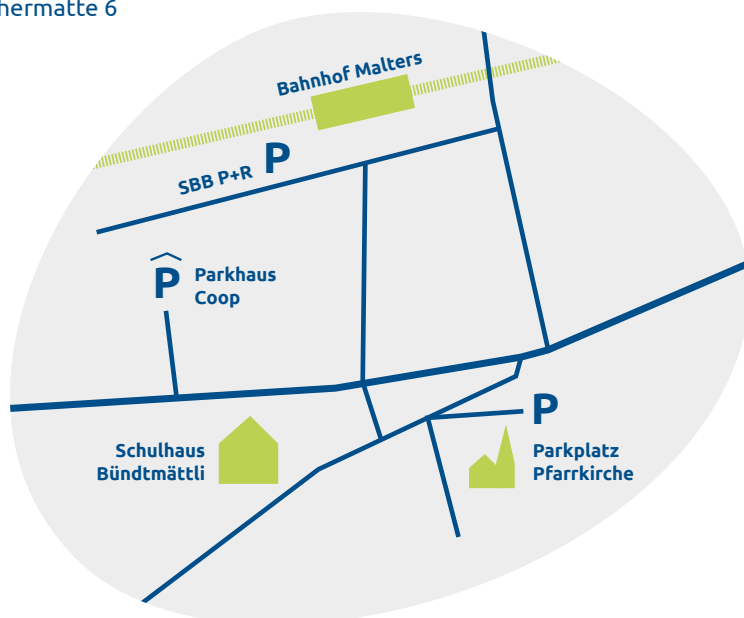 Bahnhof Malters
SBB P+R P
P
Parkhaus
Coop
Schulhaus
Bündtmättli
P
Parkplatz
Pfarrkirche